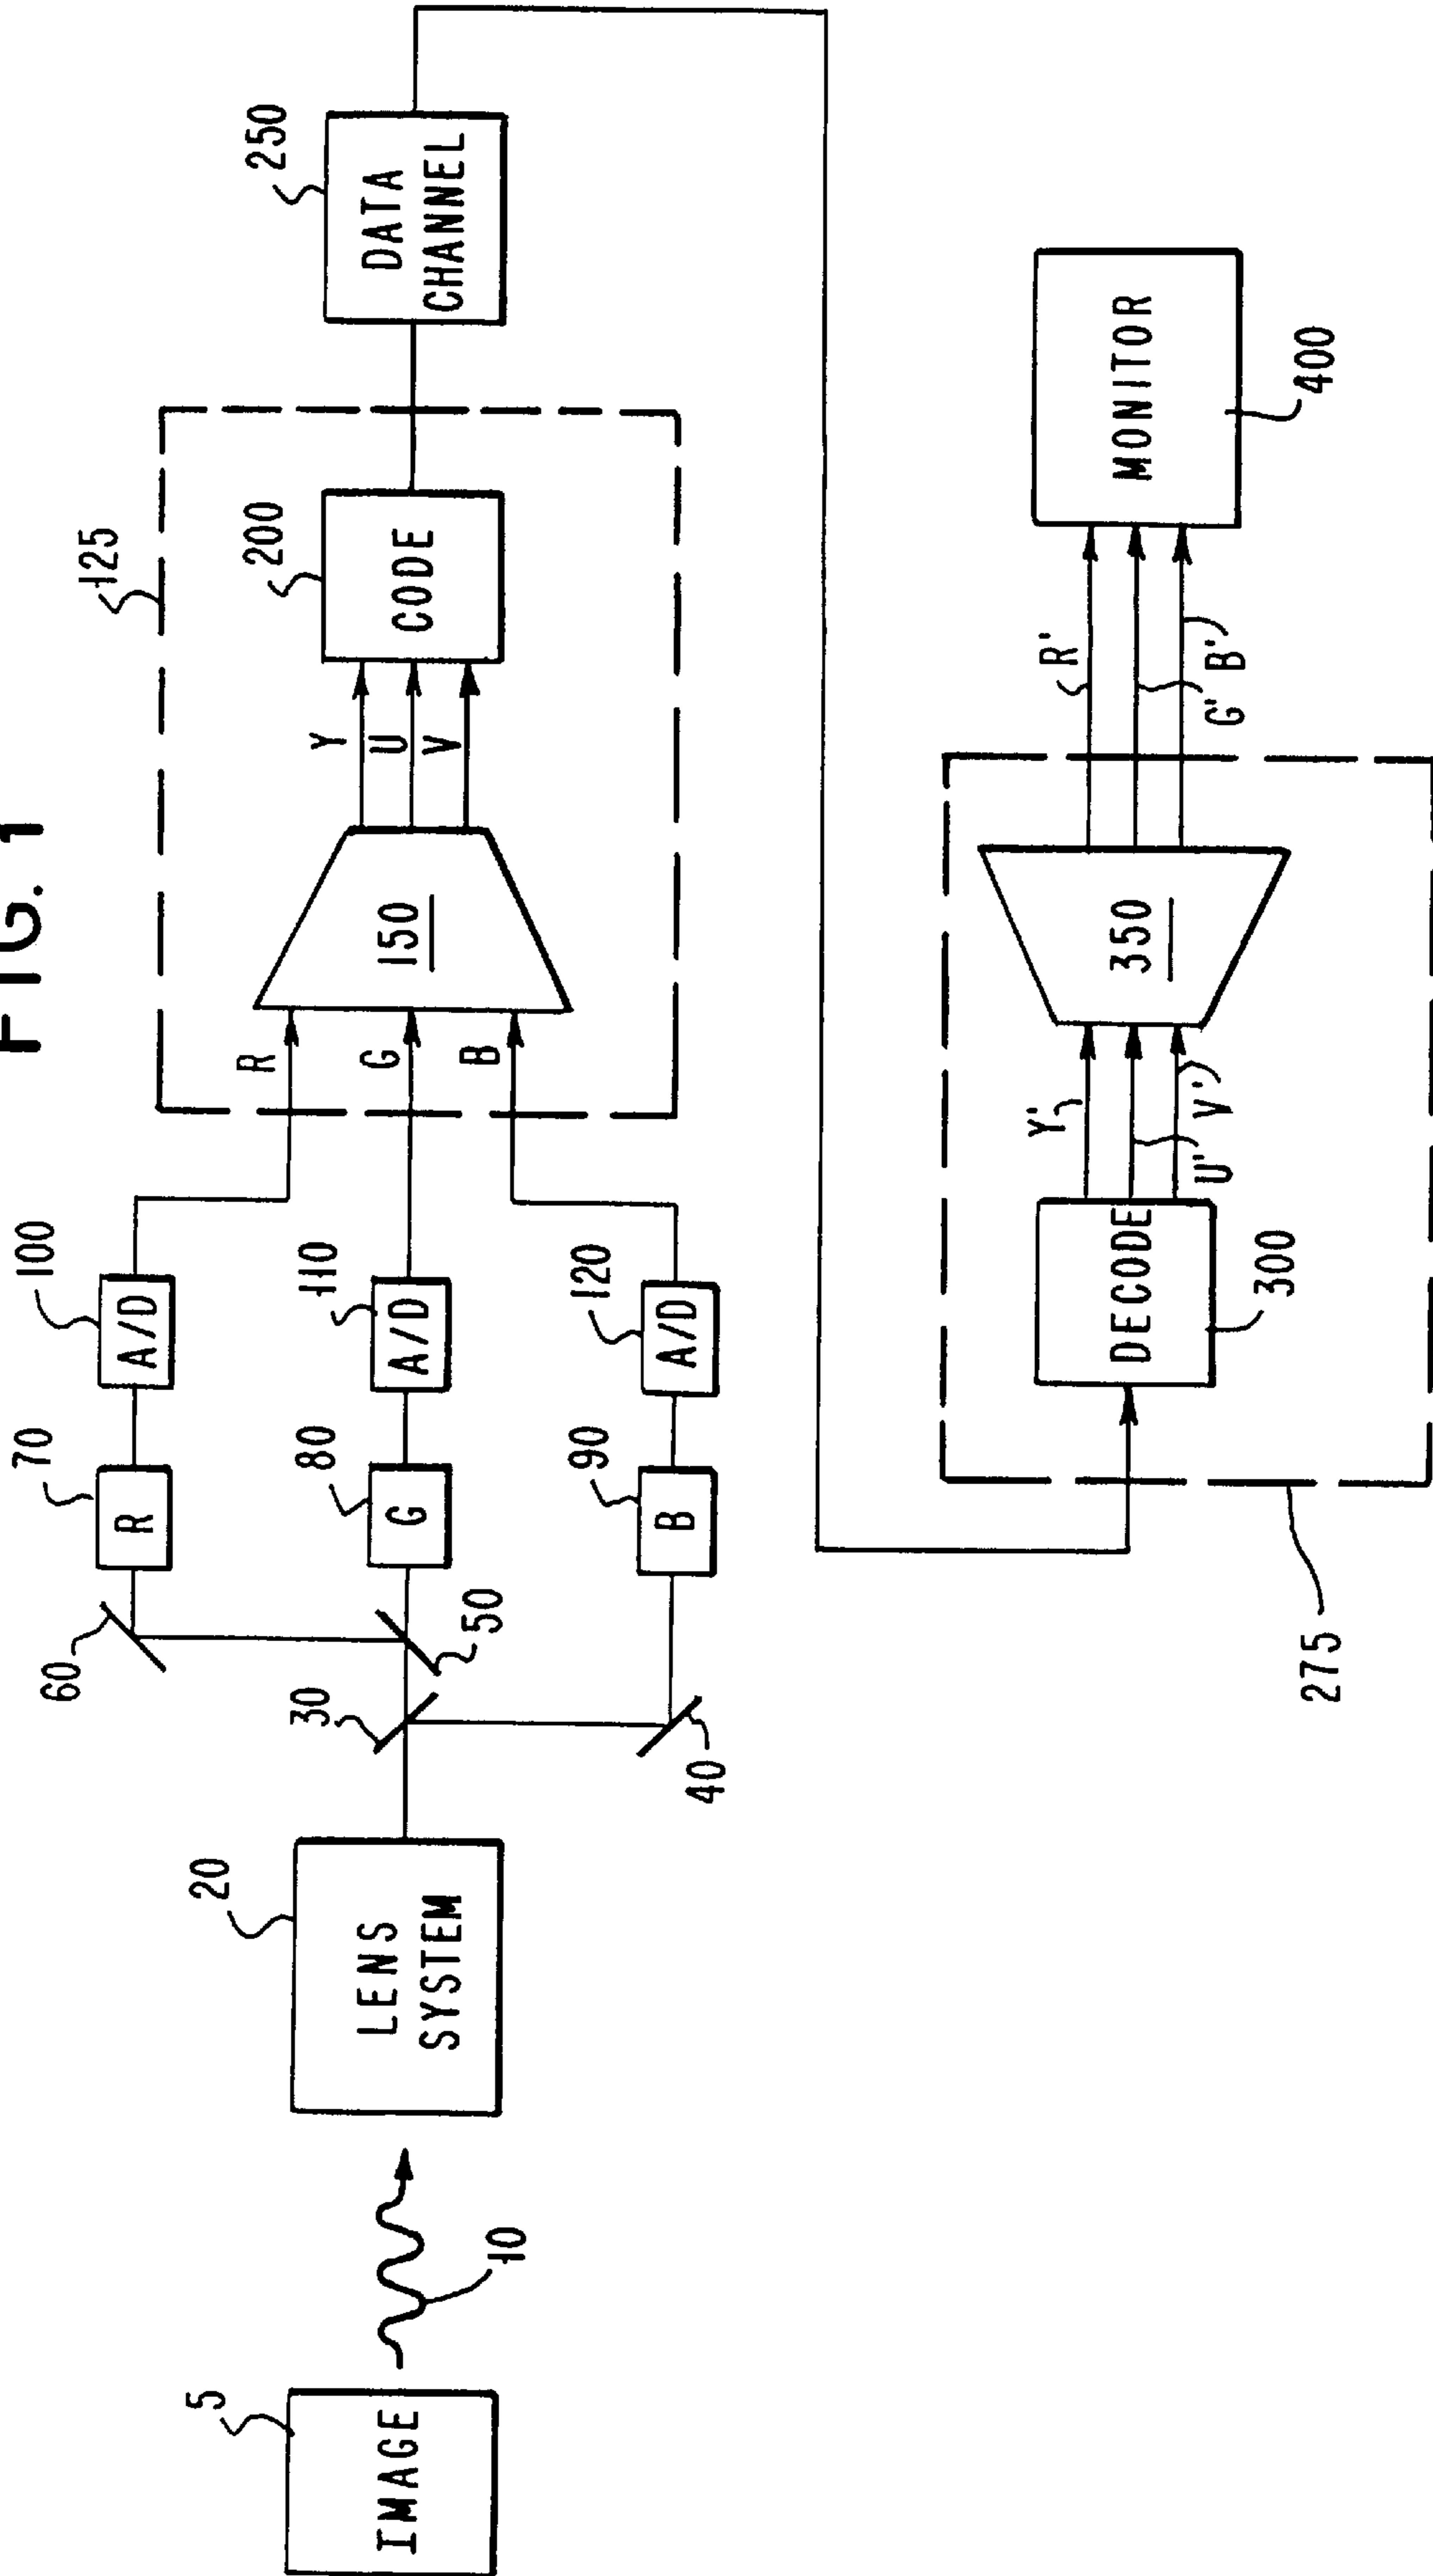 FIG. 1
5
IMAGE
10
20
LENS
SYSTEM
30
40
50
60
70
R
80
G
90
B
100
A/D
110
A/D
120
A/D
125
R
G
B
150
Y
U
V
200
CODE
250
DATA
CHANNEL
275
DECODE
300
Y'
U'
V'
350
R'
G'
B'
MONITOR
400